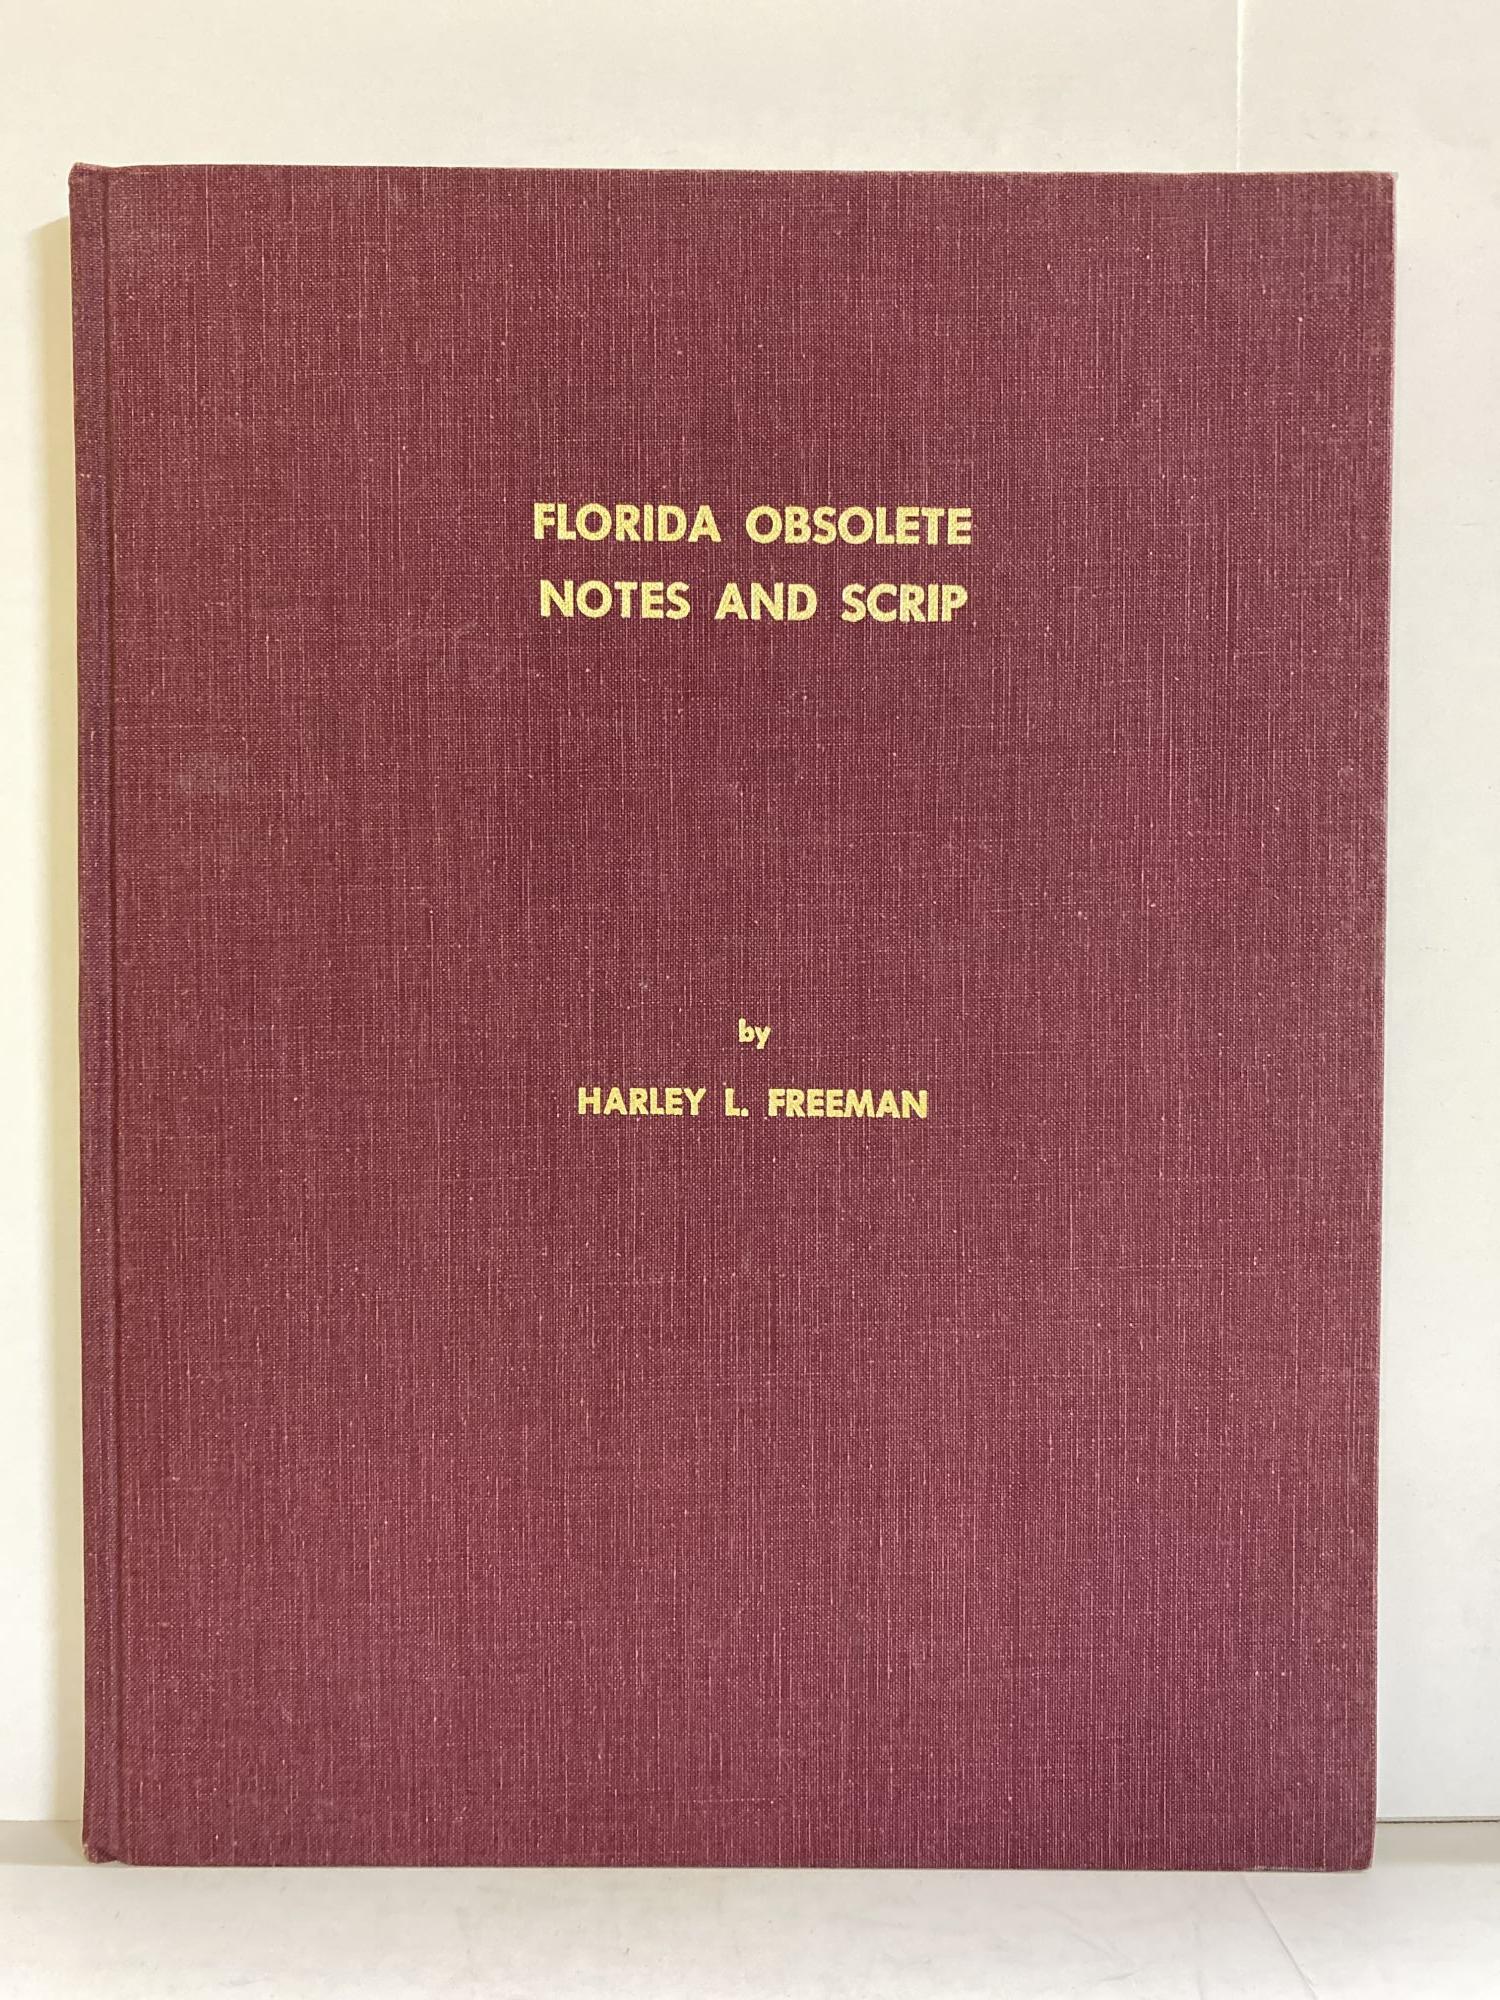 FLORIDA OBSOLETE
NOTES AND SCRIP
by
HARLEY L. FREEMAN